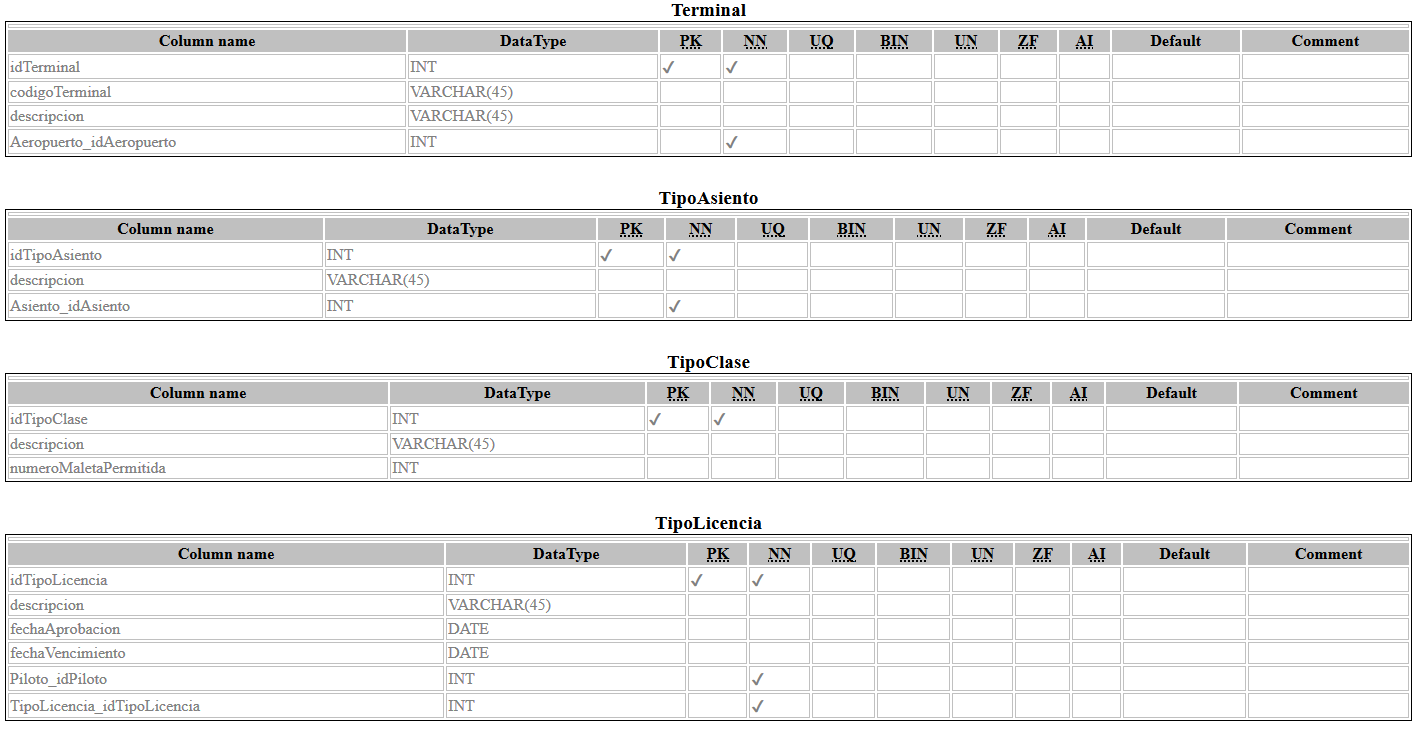 Terminal
Column name DataType PK NN UQ BIN UN ZF AI Default Comment
idTerminal INT ✓ ✓
codigoTerminal VARCHAR(45)
descripcion VARCHAR(45)
Aeropuerto_idAeropuerto INT ✓
TipoAsiento
Column name DataType PK NN UQ BIN UN ZF AI Default Comment
idTipoAsiento INT ✓ ✓
descripcion VARCHAR(45)
Asiento_idAsiento INT ✓
TipoClase
Column name DataType PK NN UQ BIN UN ZF AI Default Comment
idTipoClase INT ✓ ✓
descripcion VARCHAR(45)
numeroMaletaPermitida INT
TipoLicencia
Column name DataType PK NN UQ BIN UN ZF AI Default Comment
idTipoLicencia INT ✓ ✓
descripcion VARCHAR(45)
fechaAprobacion DATE
fechaVencimiento DATE
Piloto_idPiloto INT ✓
TipoLicencia_idTipoLicencia INT ✓